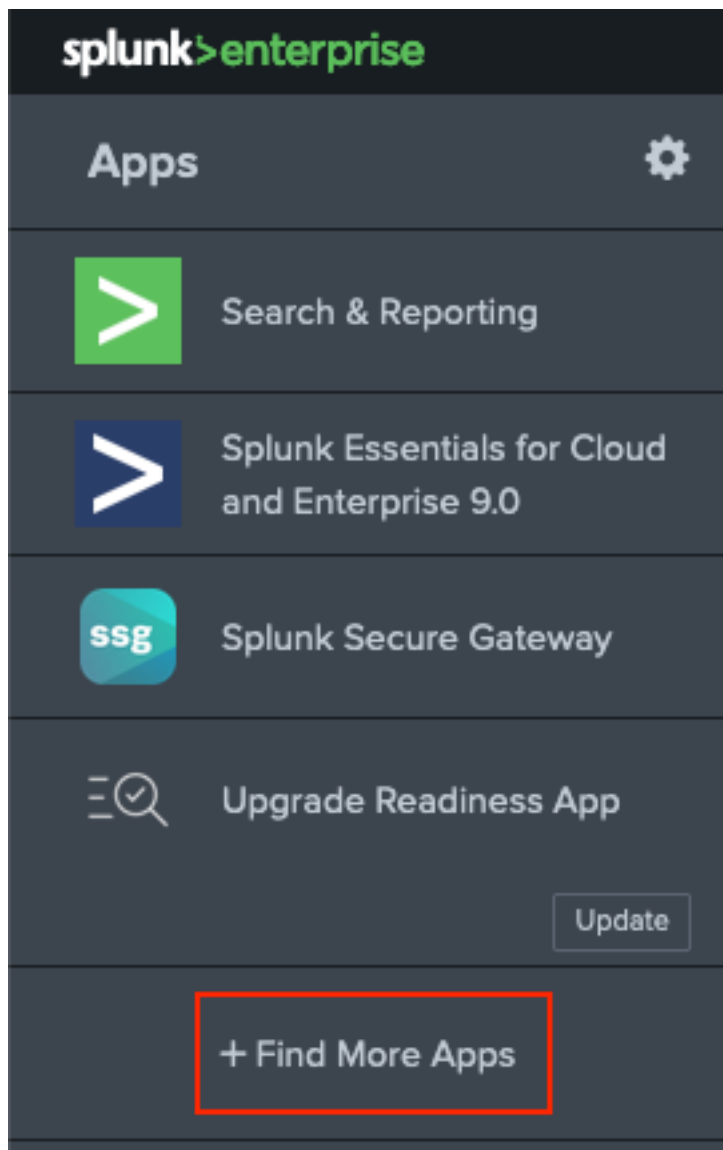 splunk>enterprise
Apps
Search & Reporting
Splunk Essentials for Cloud
and Enterprise 9.0
ssg
Splunk Secure Gateway
Upgrade Readiness App
Update
+ Find More Apps